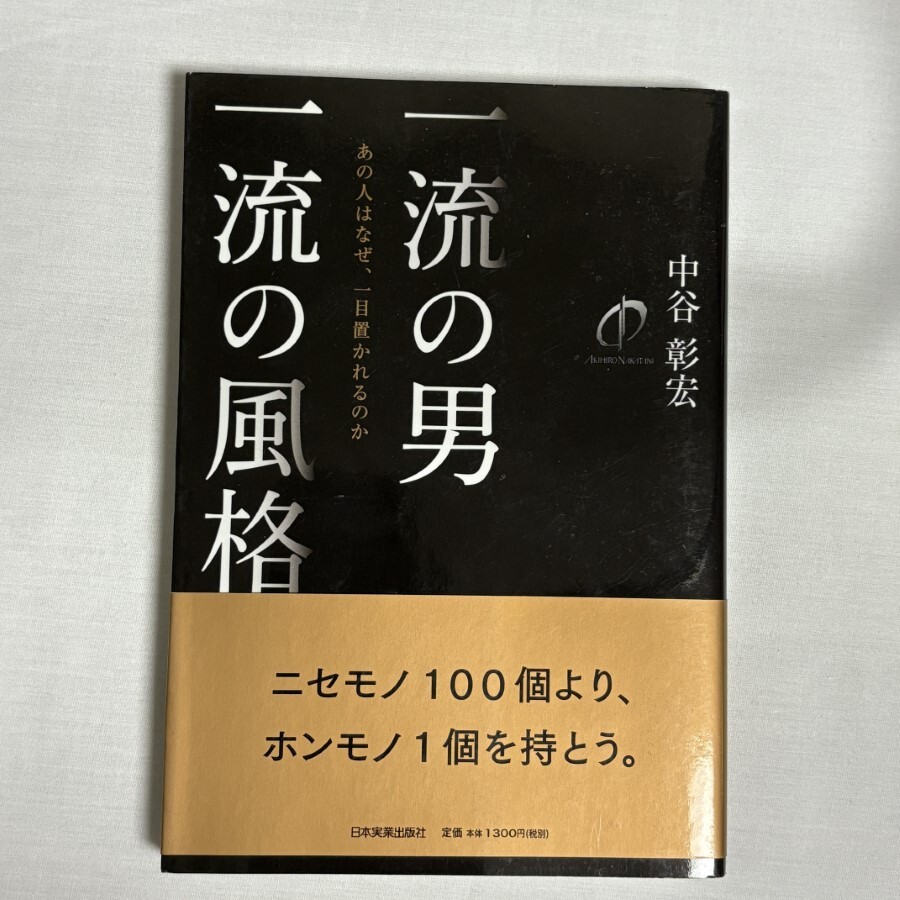 中谷 彰宏
AKIHIRO NAKATANI
一流の男
あの人はなぜ、一目置かれるのか
一流の風格
ニセモノ100個より、
ホンモノ1個を持とう。
日本実業出版社 定価 本体1300円(税別)